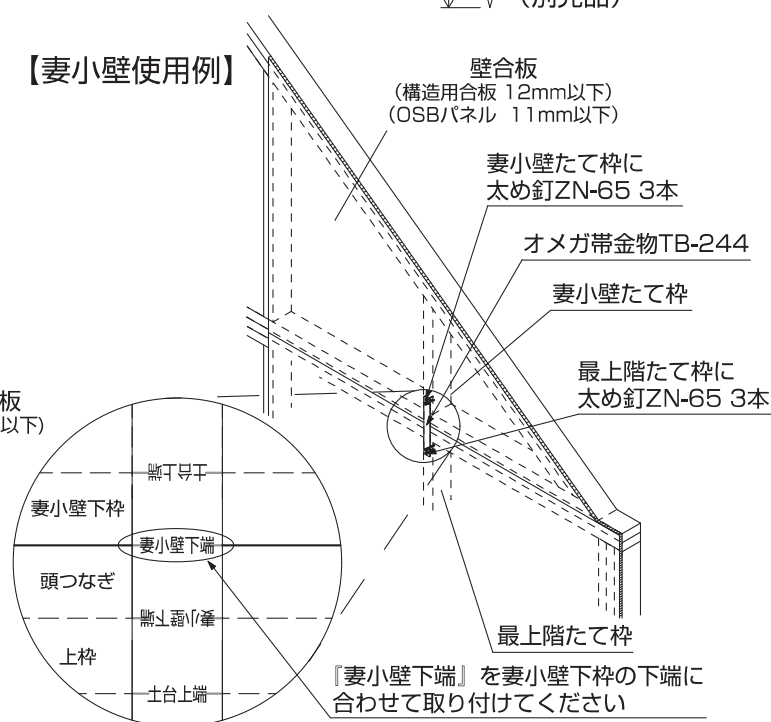 (別売品)
【妻小壁使用例】
壁合板
(構造用合板 12mm以下)
(OSBパネル 11mm以下)
妻小壁たて枠に
太め釘ZN-65 3本
オメガ帯金物TB-244
妻小壁たて枠
最上階たて枠に
太め釘ZN-65 3本
板
以下)
土台上端
妻小壁下枠
妻小壁下端
頭つなぎ
妻小壁下端
上枠
土台上端
最上階たて枠
『妻小壁下端』を妻小壁下枠の下端に
合わせて取り付けてください